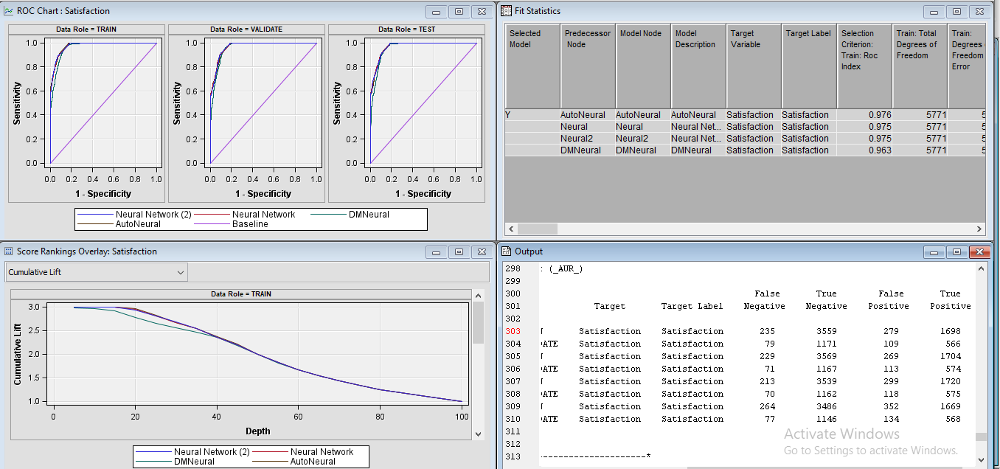 ROC Chart : Satisfaction
Data Role = TRAIN
Data Role = VALIDATE
Data Role = TEST
Sensitivity
1.0
0.8
0.6
0.4
0.2
0.0
0.0 0.2 0.4 0.6 0.8 1.0
1 - Specificity
Sensitivity
1.0
0.8
0.6
0.4
0.2
0.0
0.0 0.2 0.4 0.6 0.8 1.0
1 - Specificity
Sensitivity
1.0
0.8
0.6
0.4
0.2
0.0
0.0 0.2 0.4 0.6 0.8 1.0
1 - Specificity
Neural Network (2) Neural Network DMNeural
AutoNeural Baseline
Fit Statistics
Selected Model
Predecessor Node
Model Node
Model Description
Target Variable
Target Label
Selection Criterion: Train: Roc Index
Train: Total Degrees of Freedom
Train: Degrees Freedom Error
Y AutoNeural AutoNeural AutoNeural Satisfaction Satisfaction 0.976 5771 5
Neural Neural Neural Net... Satisfaction Satisfaction 0.975 5771 5
Neural2 Neural2 Neural Net... Satisfaction Satisfaction 0.975 5771 5
DMNeural DMNeural DMNeural Satisfaction Satisfaction 0.963 5771 5
Score Rankings Overlay: Satisfaction
Cumulative Lift
Data Role = TRAIN
Cumulative Lift
3.0
2.5
2.0
1.5
1.0
0 20 40 60 80 100
Depth
Neural Network (2) Neural Network
DMNeural AutoNeural
Output
298 : (_AUR_)
299
300 False True False True
301 Target Target Label Negative Negative Positive Positive
302
303 Satisfaction Satisfaction 235 3559 279 1698
304 ATE Satisfaction Satisfaction 79 1171 109 566
305 Satisfaction Satisfaction 229 3569 269 1704
306 ATE Satisfaction Satisfaction 71 1167 113 574
307 Satisfaction Satisfaction 213 3539 299 1720
308 ATE Satisfaction Satisfaction 70 1162 118 575
309 Satisfaction Satisfaction 264 3486 352 1669
310 ATE Satisfaction Satisfaction 77 1146 134 568
311
312
313 ---------------------*
Activate Windows
Go to Settings to activate Windows.